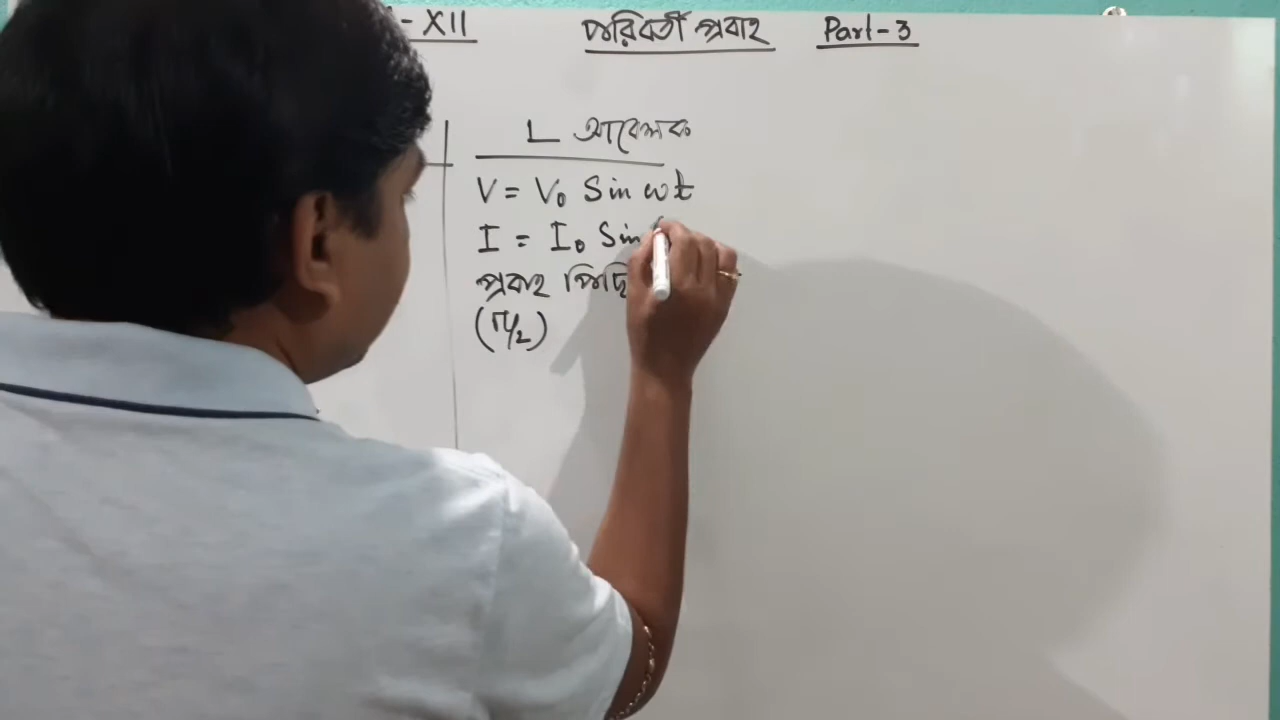 - XII পরিবর্তী প্রবাহ Part-3
L আবেশক
V = V₀ Sin ωt
I = I₀ Sin
প্রবাহ
(π/2)